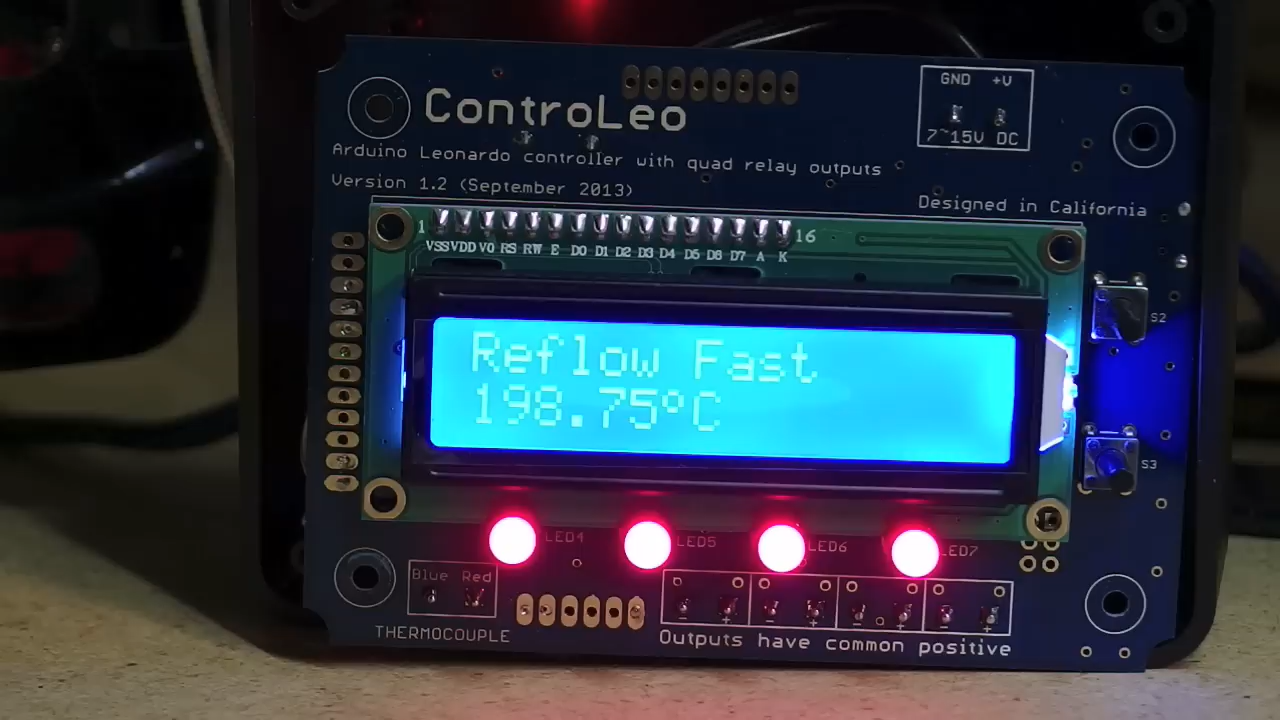 ControLeo
GND +V
7~15V DC
Arduino Leonardo controller with quad relay outputs
Version 1.2 (September 2013)
Designed in California
1 16
VSS VDD V0 RS RW E D0 D1 D2 D3 D4 D5 D6 D7 A K
S2
Reflow Fast
198.75°C
S3
LED4 LED5 LED6 LED7
Blue Red
- + - + - + - +
THERMOCOUPLE
Outputs have common positive